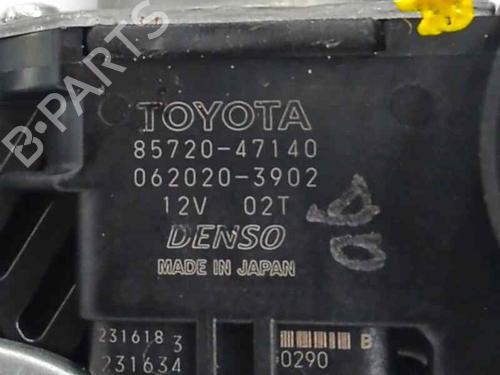 B-PARTS
TOYOTA
85720-47140
062020-3902
12V 02T
DENSO
MADE IN JAPAN
231618 3
231634
B
0290